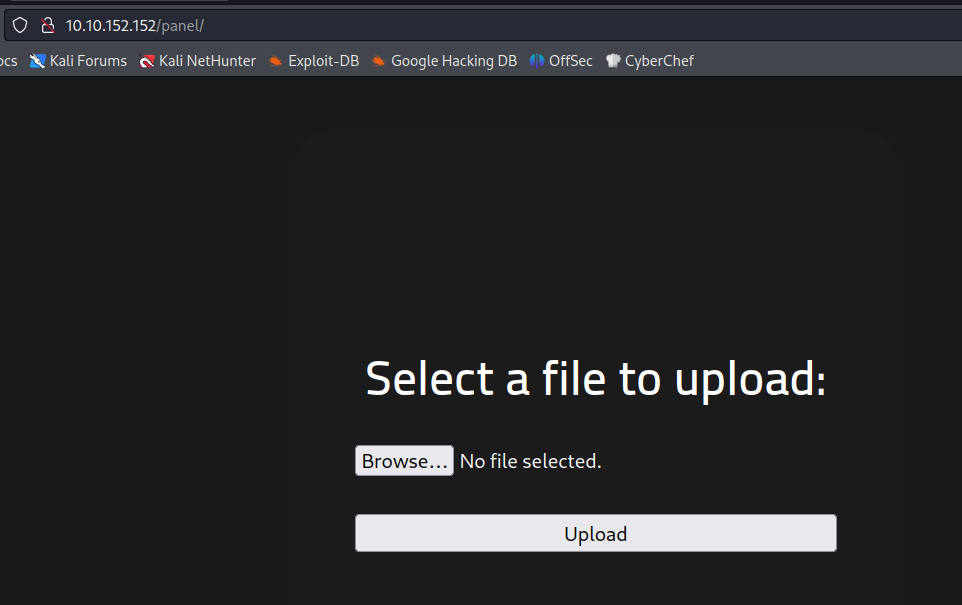 10.10.152.152/panel/
ocs Kali Forums Kali NetHunter Exploit-DB Google Hacking DB OffSec CyberChef
Select a file to upload:
Browse... No file selected.
Upload